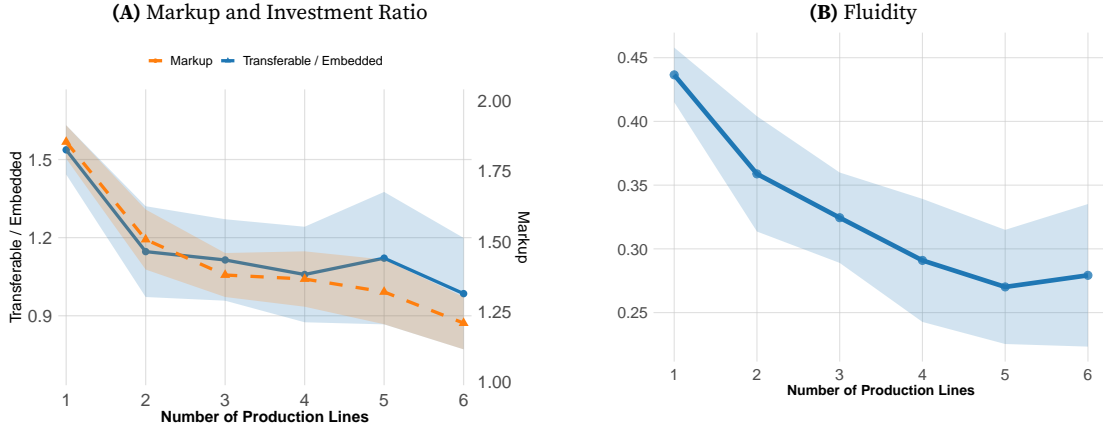 (A) Markup and Investment Ratio
Markup Transferable / Embedded
Transferable / Embedded
1.5
1.2
0.9
2.00
1.75
1.50
1.25
1.00
Markup
1 2 3 4 5 6
Number of Production Lines
(B) Fluidity
0.45
0.40
0.35
0.30
0.25
1 2 3 4 5 6
Number of Production Lines